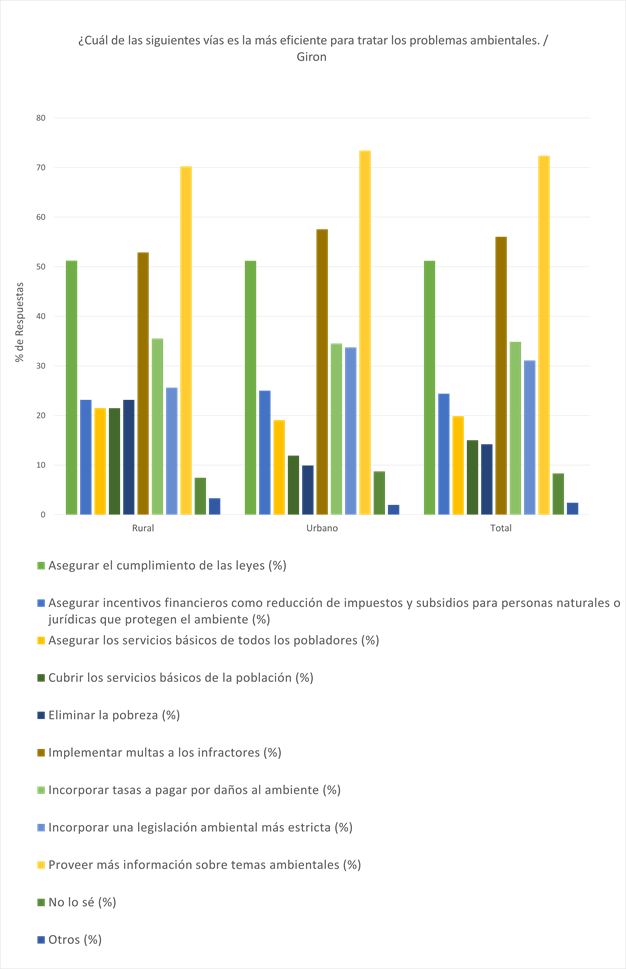 ¿Cuál de las siguientes vías es la más eficiente para tratar los problemas ambientales. /
Giron
80
70
60
50
40
30
20
10
0
% de Respuestas
Rural
Urbano
Total
Asegurar el cumplimiento de las leyes (%)
Asegurar incentivos financieros como reducción de impuestos y subsidios para personas naturales o
jurídicas que protegen el ambiente (%)
Asegurar los servicios básicos de todos los pobladores (%)
Cubrir los servicios básicos de la población (%)
Eliminar la pobreza (%)
Implementar multas a los infractores (%)
Incorporar tasas a pagar por daños al ambiente (%)
Incorporar una legislación ambiental más estricta (%)
Proveer más información sobre temas ambientales (%)
No lo sé (%)
Otros (%)